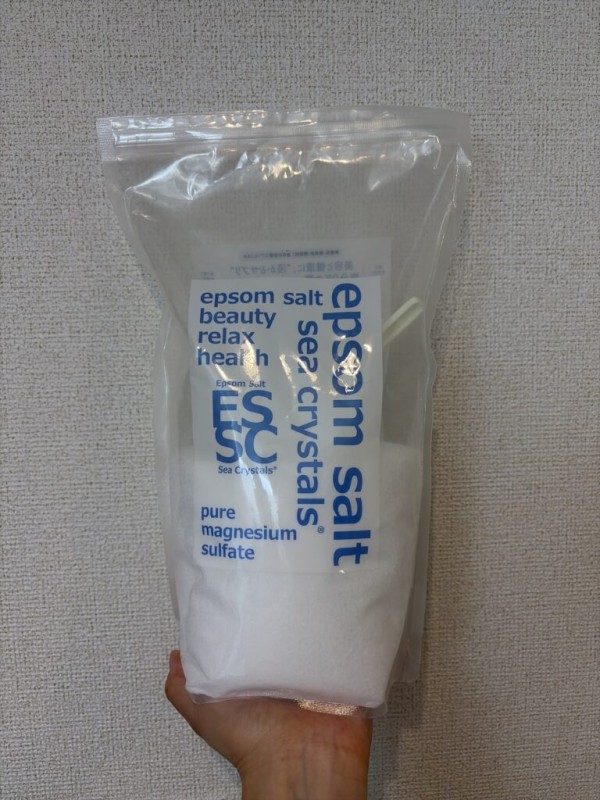 epsom salt
beauty
relax
health
Epsom Salt
ES
SC
Sea Crystals®
pure
magnesium
sulfate
sea crystals®
epsom salt